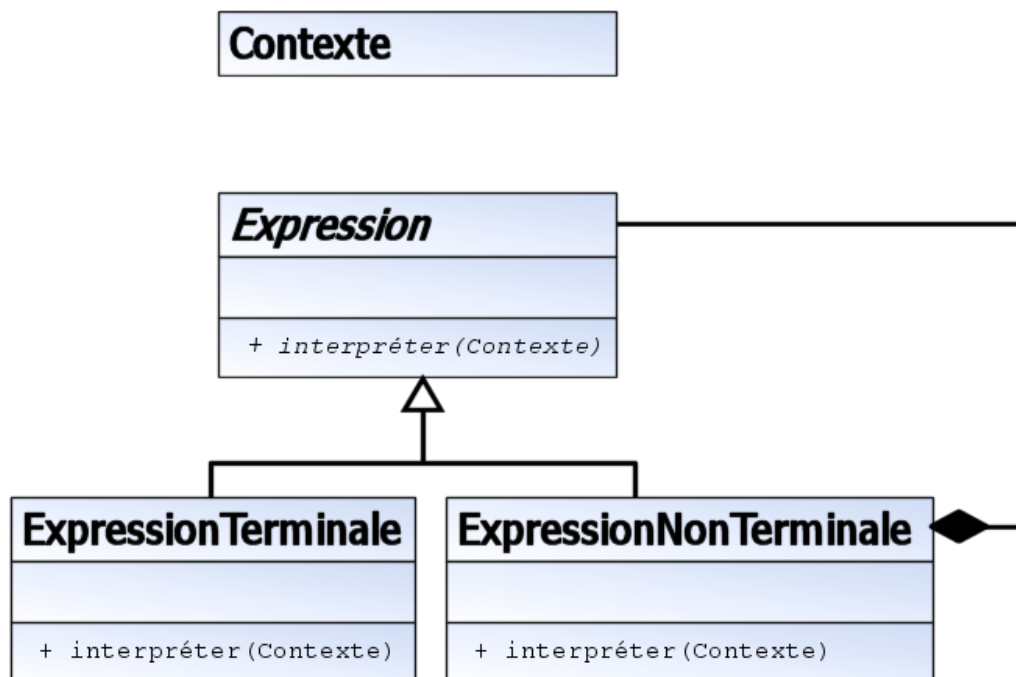 Contexte
Expression
+ interpréter(Contexte)
ExpressionTerminale
+ interpréter(Contexte)
ExpressionNonTerminale
+ interpréter(Contexte)